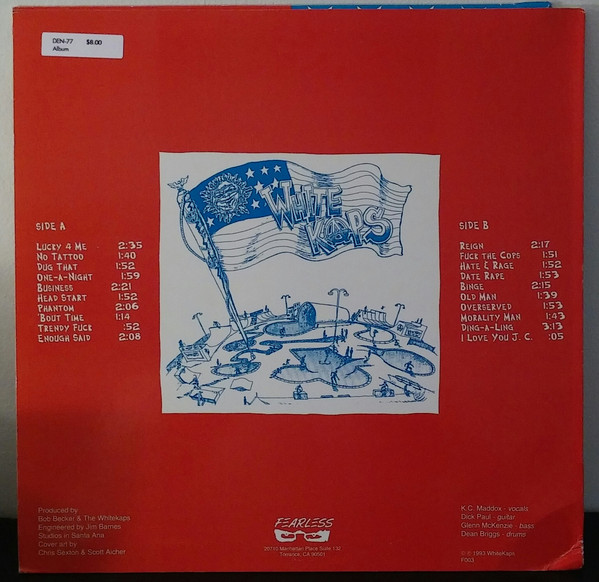 DEN-77 $8.00
Album
WHITE
KAPS
SIDE A
LUCKY 4 ME 2:35
NO TATTOO 1:40
DUG THAT 1:52
ONE-A-NIGHT 1:59
BUSINESS 2:21
HEAD START 1:52
PHANTOM 2:06
'BOUT TIME 1:14
TRENDY FUCK :52
ENOUGH SAID 2:08
SIDE B
REIGN 2:17
FUCK THE COPS 1:51
HATE & RAGE 1:52
DATE RAPE 1:53
BINGE 2:15
OLD MAN 1:39
OVERSERVED 1:53
MORALITY MAN 1:43
DING-A-LING 3:13
I LOVE YOU J. C. :05
Produced by
Bob Becker & The Whitekaps
Engineered by Jim Barnes
Studios in Santa Ana
Cover art by
Chris Sexton & Scott Aicher
FEARLESS
Manhattan Place Suite 132
Torrance, CA 90501
K.C. Maddox - vocals
Dick Paul - guitar
Glenn McKenzie - bass
Dean Briggs - drums
1993 WhiteKaps
F003